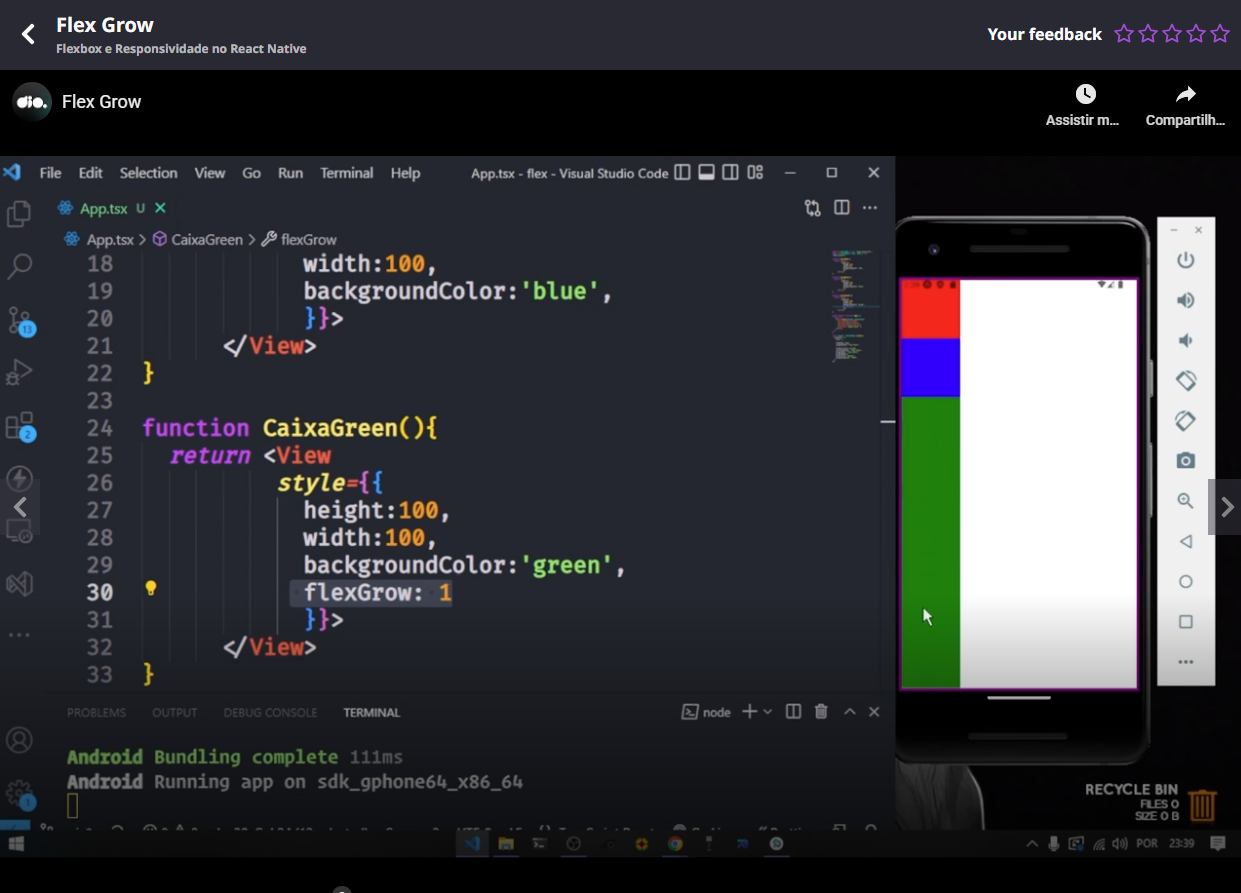 Flex Grow
Flexbox e Responsividade no React Native
Your feedback
dio.
Flex Grow
Assistir m...
Compartilh...
File Edit Selection View Go Run Terminal Help
App.tsx - flex - Visual Studio Code
App.tsx U
App.tsx > CaixaGreen > flexGrow
18 width:100,
19 backgroundColor:'blue',
20 }}>
21 </View>
22 }
23
24 function CaixaGreen(){
25 return <View
26 style={{
27 height:100,
28 width:100,
29 backgroundColor:'green',
30 flexGrow: 1
31 }}>
32 </View>
33 }
13
2
1
PROBLEMS OUTPUT DEBUG CONSOLE TERMINAL
node
Android Bundling complete 111ms
Android Running app on sdk_gphone64_x86_64
RECYCLE BIN
FILES 0
SIZE 0 B
POR 23:39